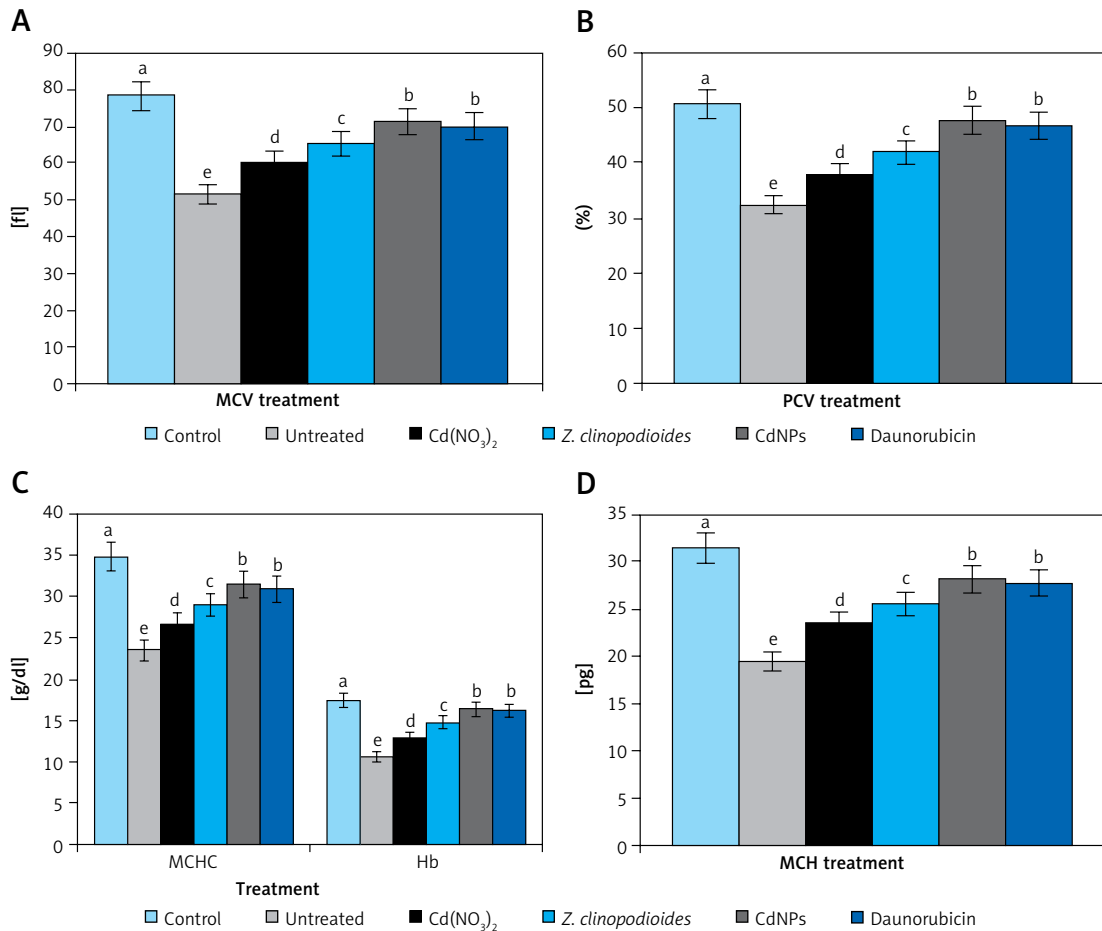 A
[fl]
90
80
70
60
50
40
30
20
10
0
a
e
d
c
b
b
MCV treatment
B
(%)
60
50
40
30
20
10
0
a
e
d
c
b
b
PCV treatment
Control Untreated Cd(NO₃)₂ Z. clinopodioides CdNPs Daunorubicin
C
[g/dl]
40
35
30
25
20
15
10
5
0
a
e
d
c
b
b
a
e
d
c
b
b
MCHC Hb
Treatment
D
[pg]
35
30
25
20
15
10
5
0
a
e
d
c
b
b
MCH treatment
Control Untreated Cd(NO₃)₂ Z. clinopodioides CdNPs Daunorubicin